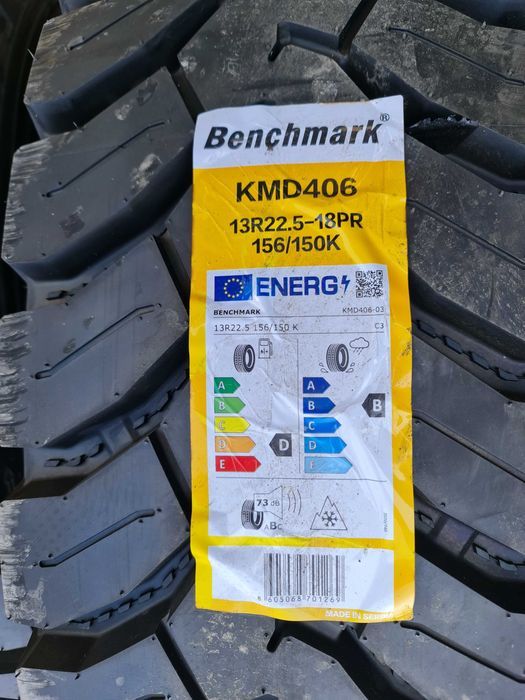 Benchmark®
KMD406
13R22.5-18PR
156/150K
ENERG
BENCHMARK KMD406-03
13R22.5 156/150 K C3
A A
B B B
C C
D D D
E E
73 dB
ABC
8605068701269
MADE IN SERBIA